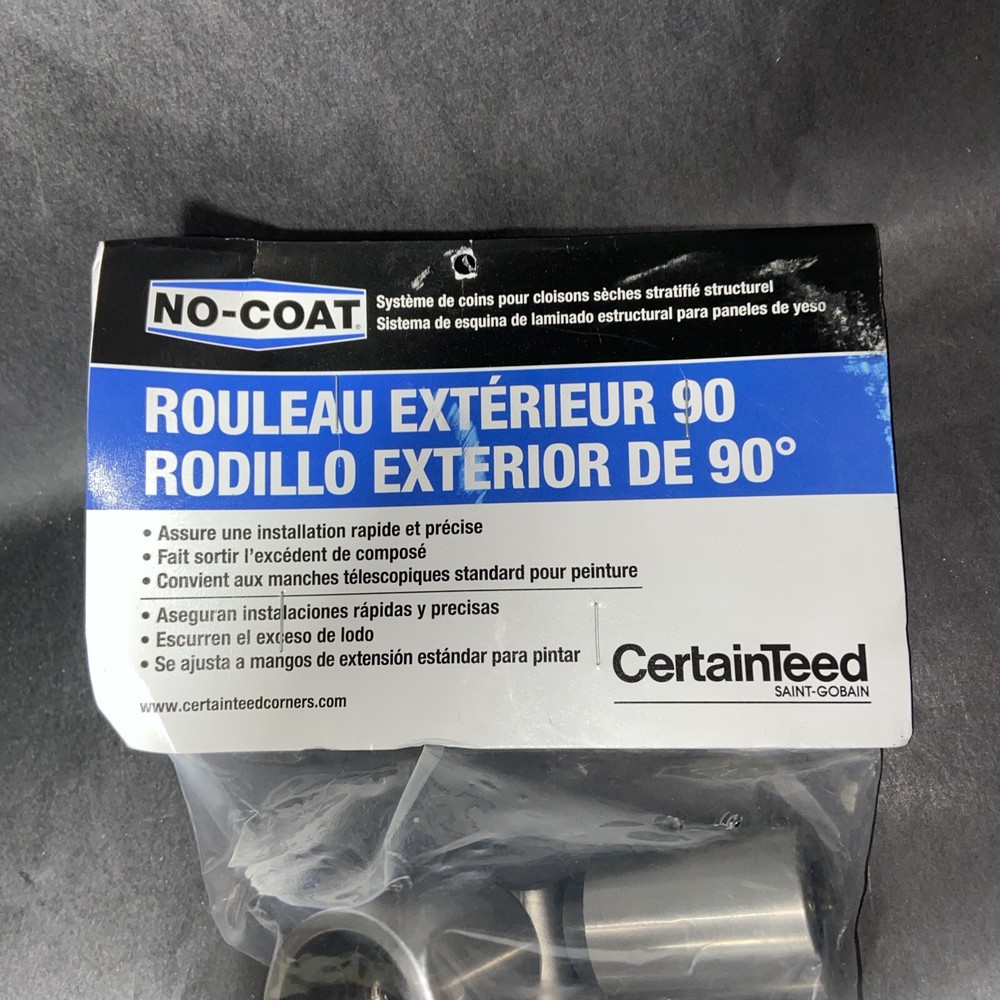 NO-COAT®
Système de coins pour cloisons sèches stratifié structurel
Sistema de esquina de laminado estructural para paneles de yeso
ROULEAU EXTÉRIEUR 90
RODILLO EXTERIOR DE 90°
• Assure une installation rapide et précise
• Fait sortir l'excédent de composé
• Convient aux manches télescopiques standard pour peinture
• Aseguran instalaciones rápidas y precisas
• Escurren el exceso de lodo
• Se ajusta a mangos de extensión estándar para pintar
www.certainteedcorners.com
CertainTeed
SAINT-GOBAIN